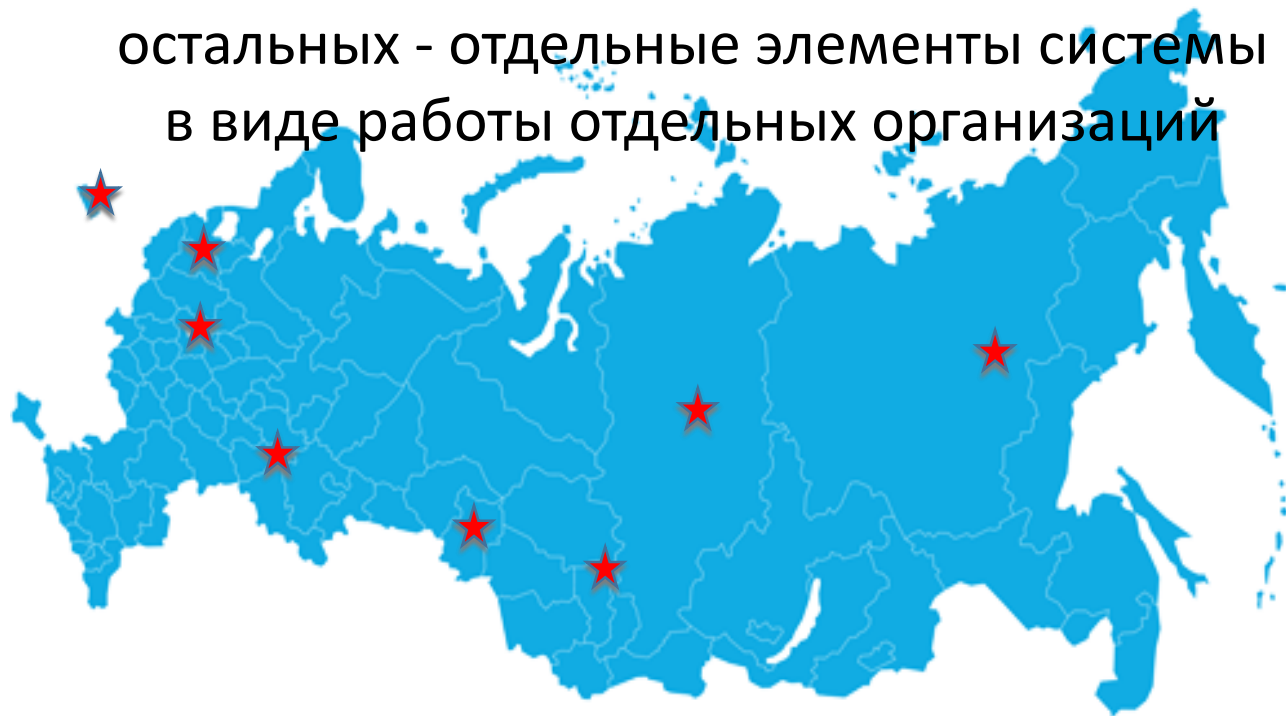 остальных - отдельные элементы системы
в виде работы отдельных организаций